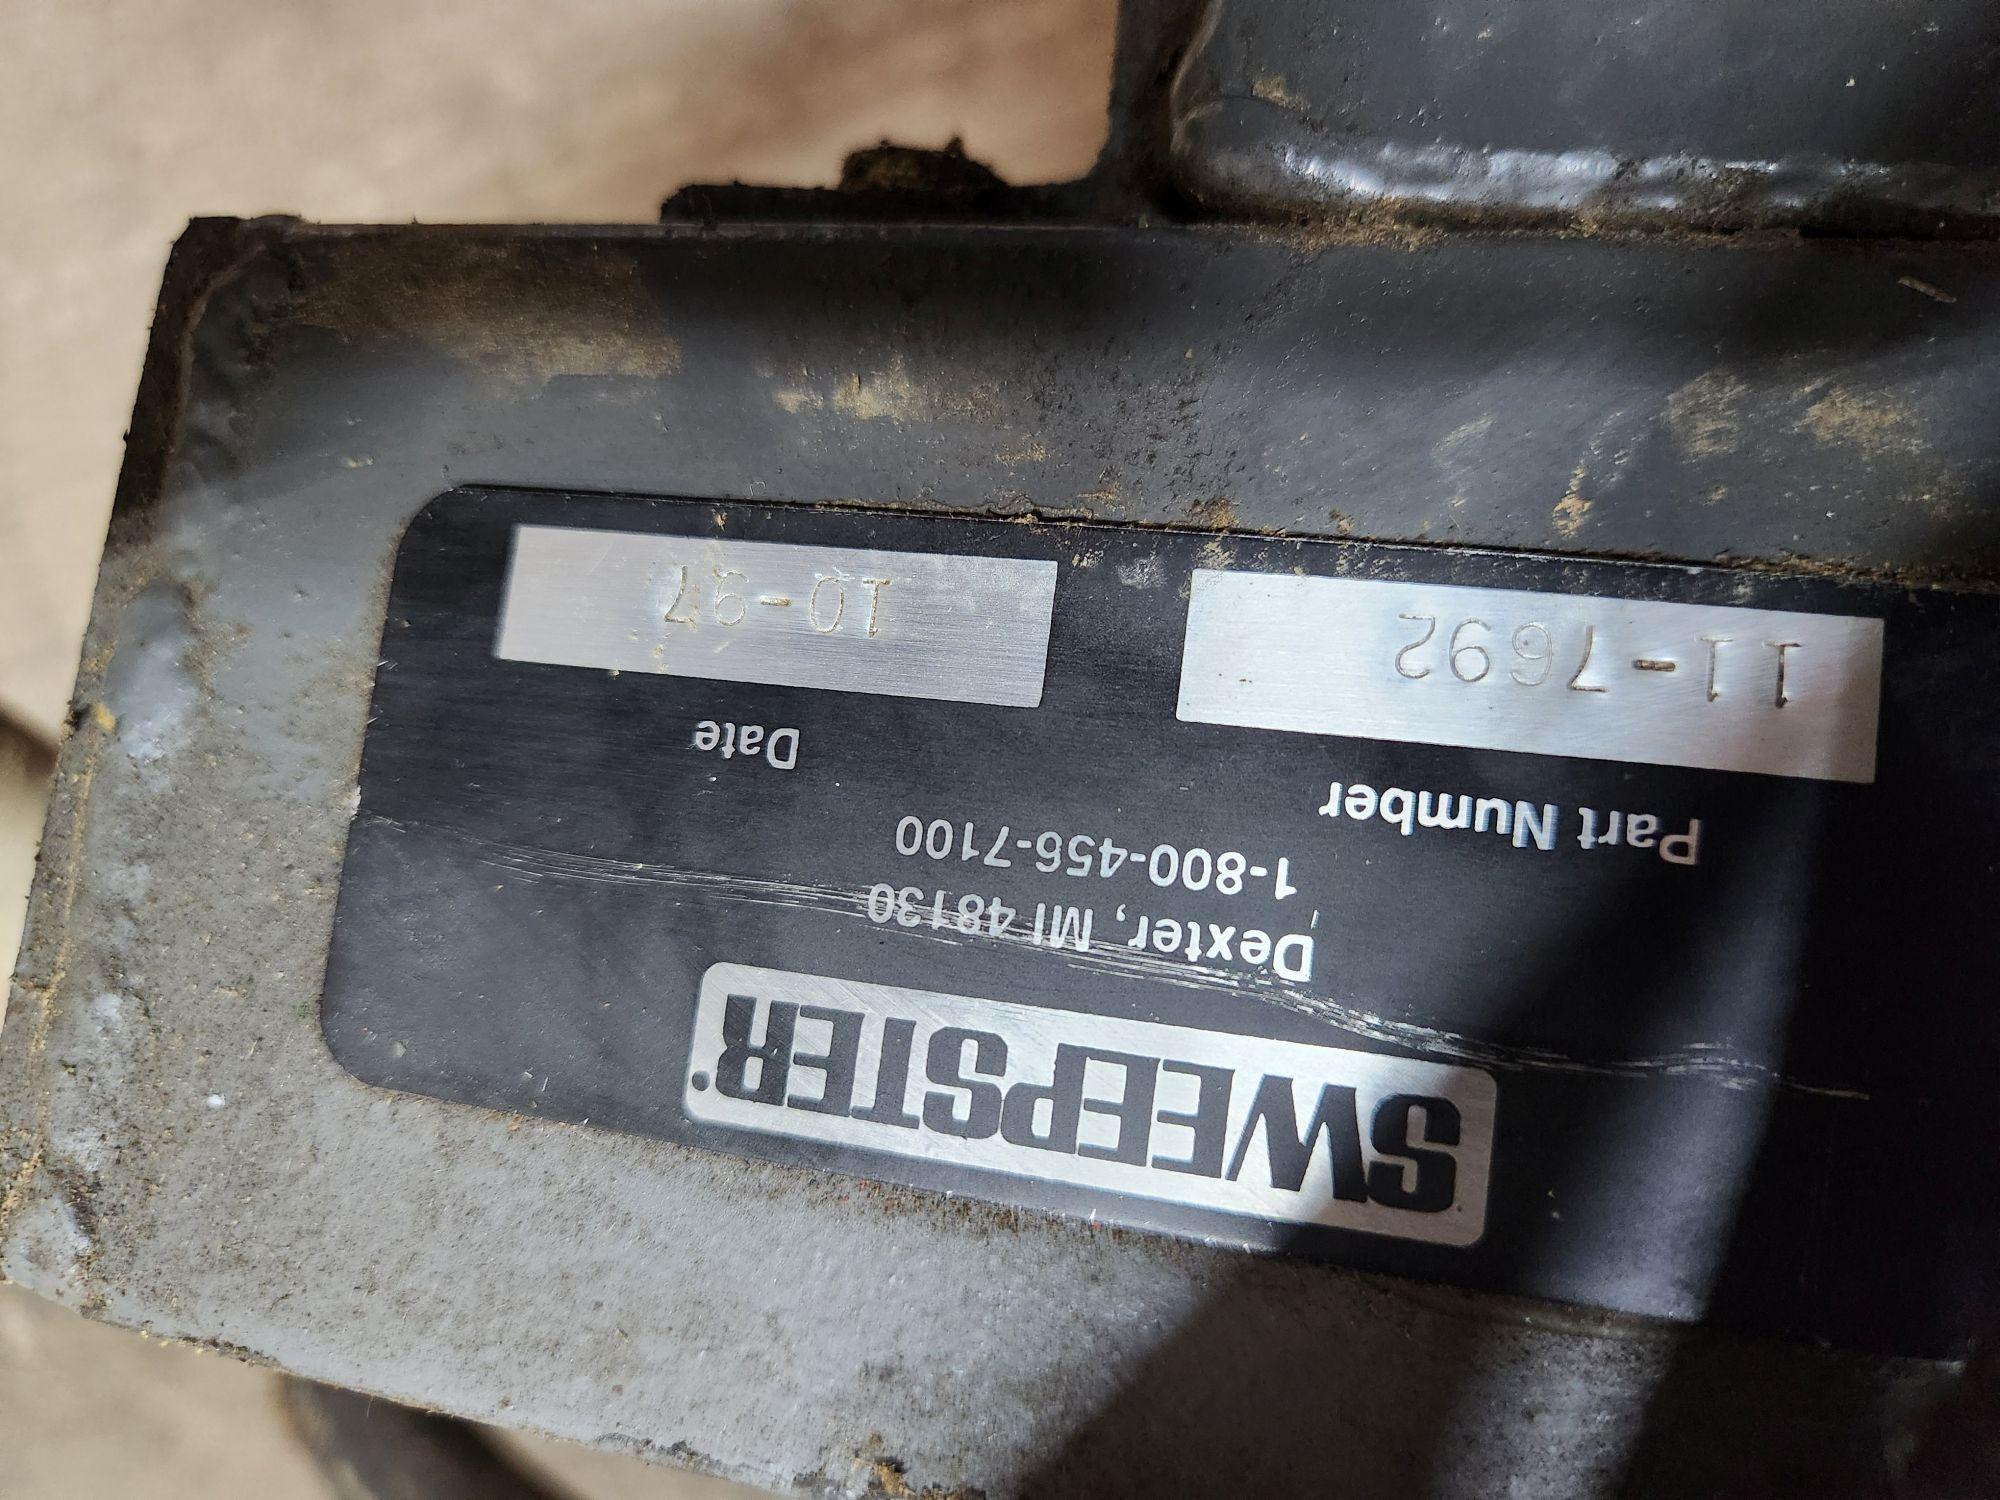 SWEEPSTER®
Dexter, MI 48130
1-800-456-7100
Part Number
Date
11-7692
10-97